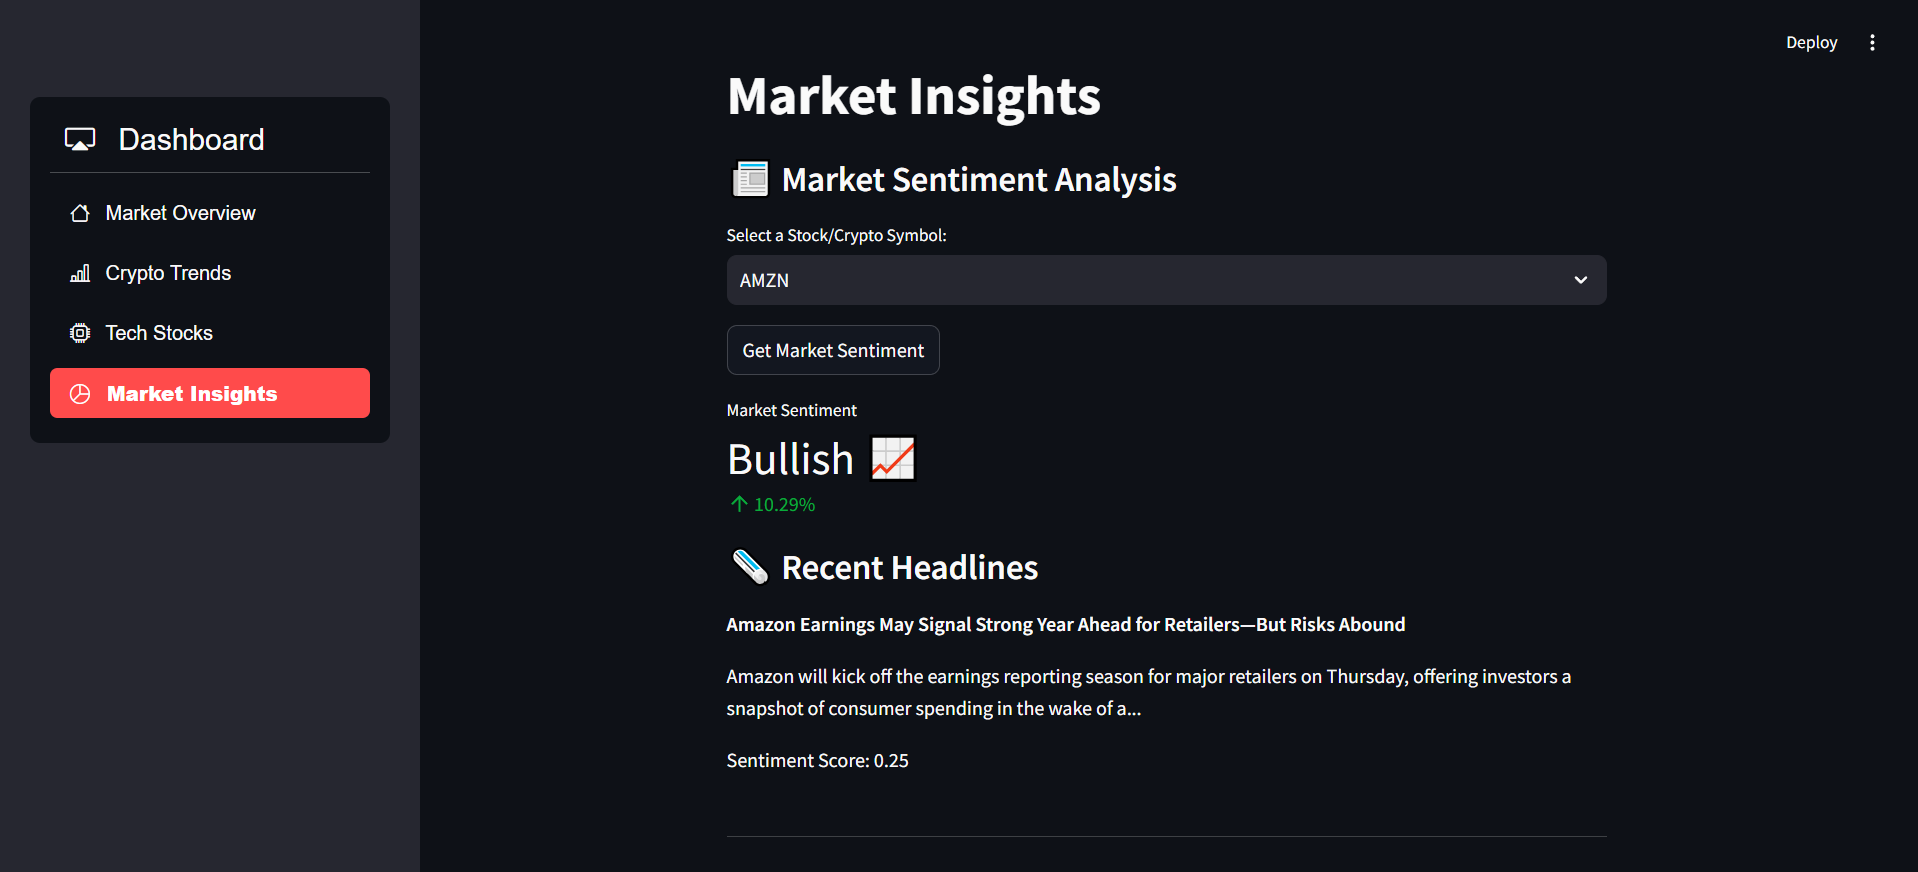 Deploy
Dashboard
Market Overview
Crypto Trends
Tech Stocks
Market Insights
Market Insights
Market Sentiment Analysis
Select a Stock/Crypto Symbol:
AMZN
Get Market Sentiment
Market Sentiment
Bullish
↑ 10.29%
Recent Headlines
Amazon Earnings May Signal Strong Year Ahead for Retailers—But Risks Abound
Amazon will kick off the earnings reporting season for major retailers on Thursday, offering investors a
snapshot of consumer spending in the wake of a...
Sentiment Score: 0.25